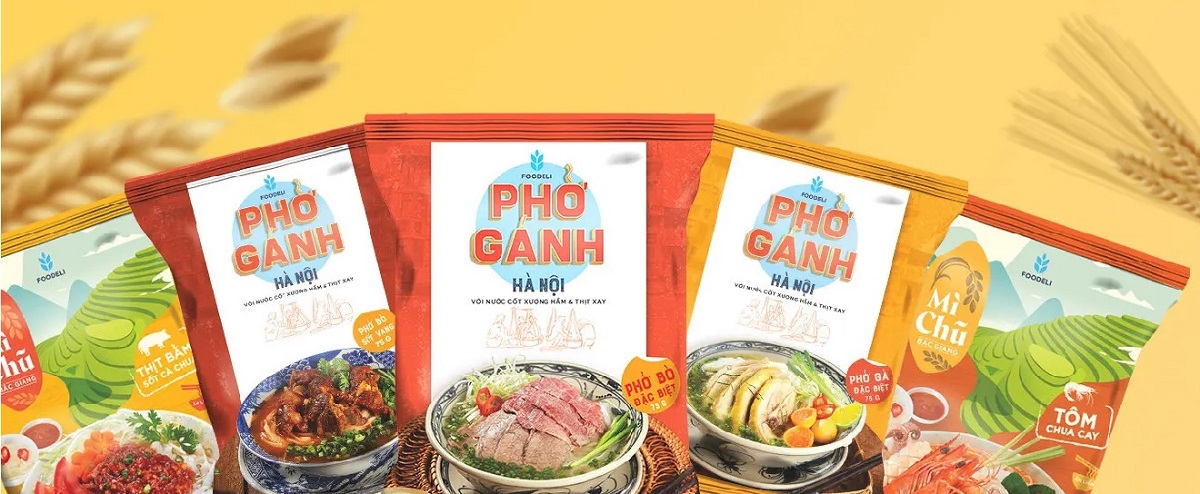 FOODELI
Mì
Chũ
BẮC GIANG
THỊT BẰM
SỐT CÀ CHUA
FOODELI
PHỞ
GÁNH
HÀ NỘI
VỚI NƯỚC CỐT XƯƠNG HẦM & THỊT XAY
PHỞ BÒ
SỐT VANG
75 G
FOODELI
PHỞ
GÁNH
HÀ NỘI
VỚI NƯỚC CỐT XƯƠNG HẦM & THỊT XAY
PHỞ BÒ
ĐẶC BIỆT
75 G
FOODELI
PHỞ
GÁNH
HÀ NỘI
VỚI NƯỚC CỐT XƯƠNG HẦM & THỊT XAY
PHỞ GÀ
ĐẶC BIỆT
75 G
FOODELI
Mì
Chũ
BẮC GIANG
TÔM
CHUA CAY